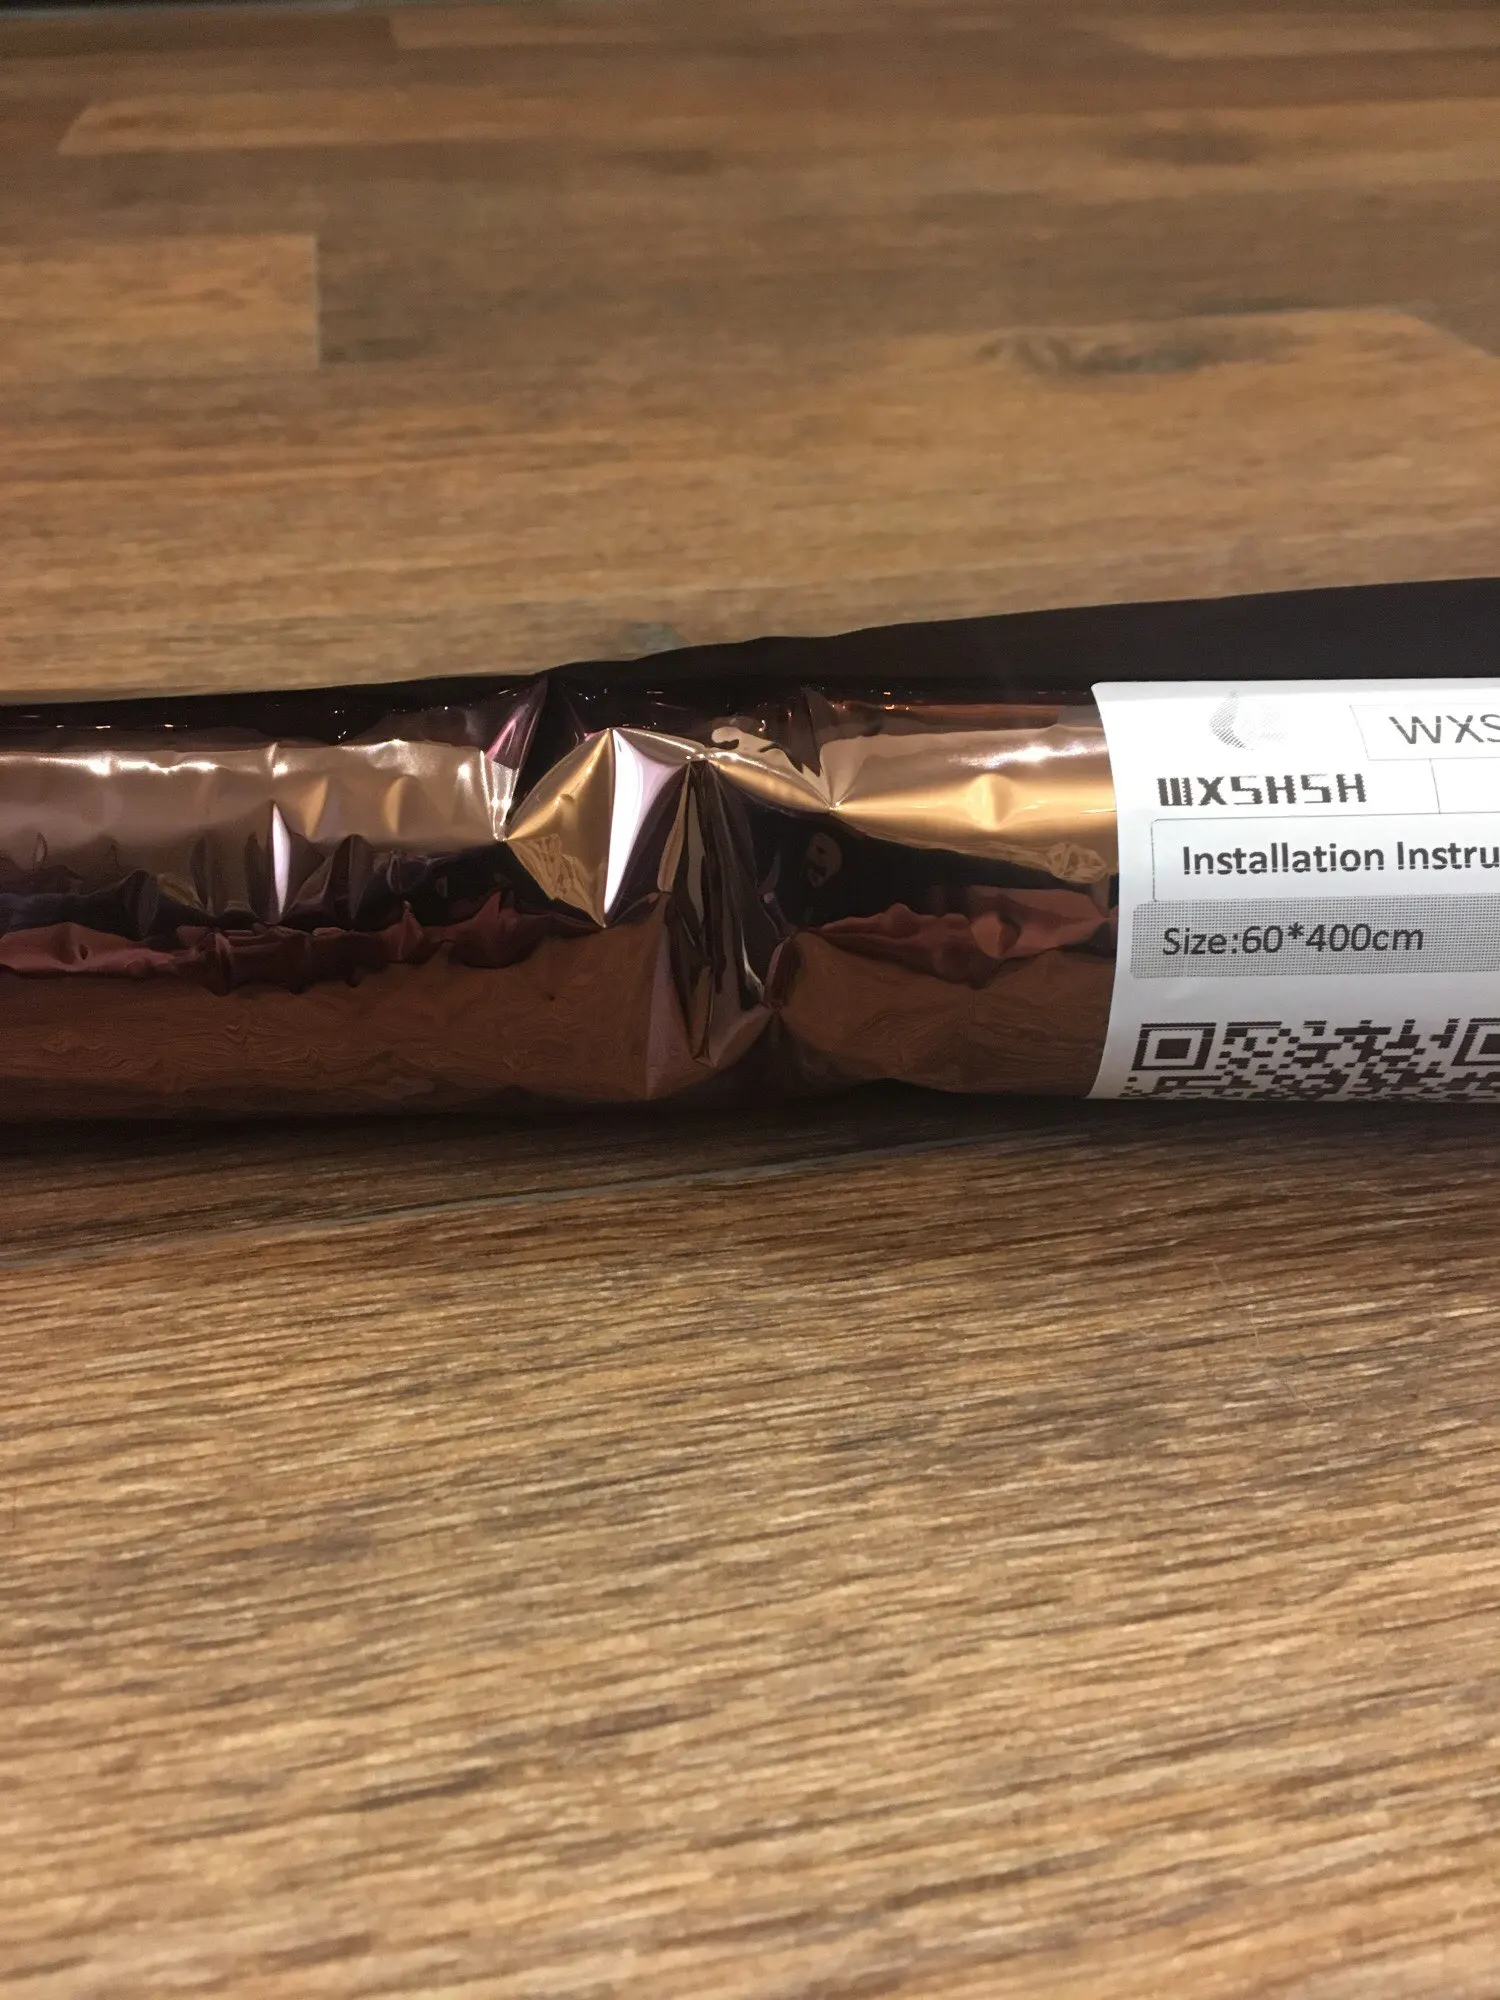 WXS
WXSHSH
Installation Instru
Size:60*400cm